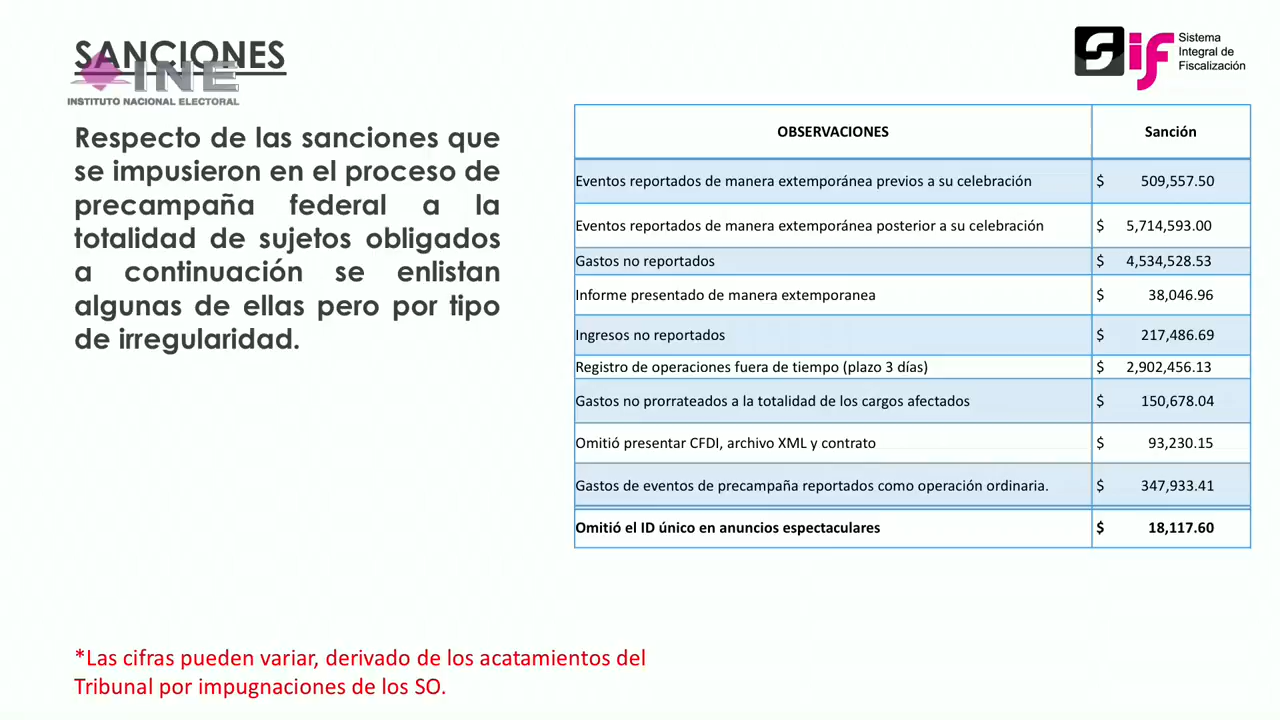 SANCIONES
INE
INSTITUTO NACIONAL ELECTORAL
Sif
Sistema
Integral de
Fiscalización
Respecto de las sanciones que
se impusieron en el proceso de
precampaña federal a la
totalidad de sujetos obligados
a continuación se enlistan
algunas de ellas pero por tipo
de irregularidad.
OBSERVACIONES Sanción
Eventos reportados de manera extemporánea previos a su celebración $ 509,557.50
Eventos reportados de manera extemporánea posterior a su celebración $ 5,714,593.00
Gastos no reportados $ 4,534,528.53
Informe presentado de manera extemporanea $ 38,046.96
Ingresos no reportados $ 217,486.69
Registro de operaciones fuera de tiempo (plazo 3 días) $ 2,902,456.13
Gastos no prorrateados a la totalidad de los cargos afectados $ 150,678.04
Omitió presentar CFDI, archivo XML y contrato $ 93,230.15
Gastos de eventos de precampaña reportados como operación ordinaria. $ 347,933.41
Omitió el ID único en anuncios espectaculares $ 18,117.60
*Las cifras pueden variar, derivado de los acatamientos del
Tribunal por impugnaciones de los SO.